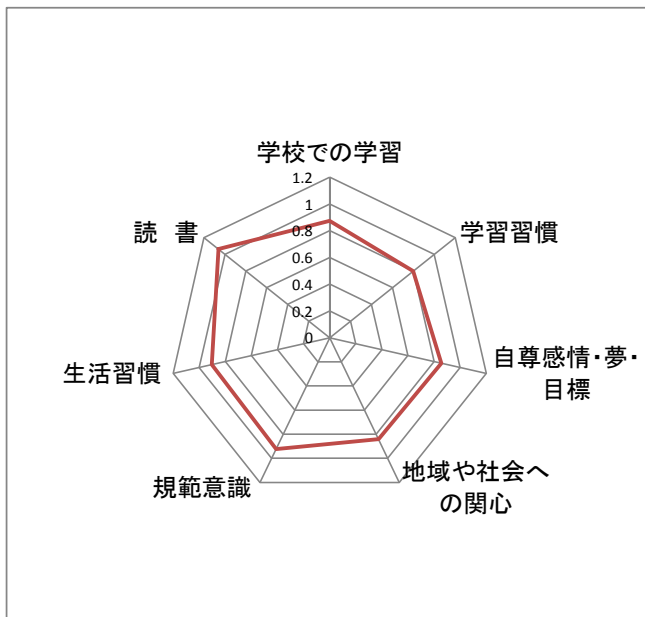 学校での学習
1.2
1
0.8
0.6
0.4
0.2
0
学習習慣
自尊感情・夢・
目標
地域や社会へ
の関心
規範意識
生活習慣
読 書